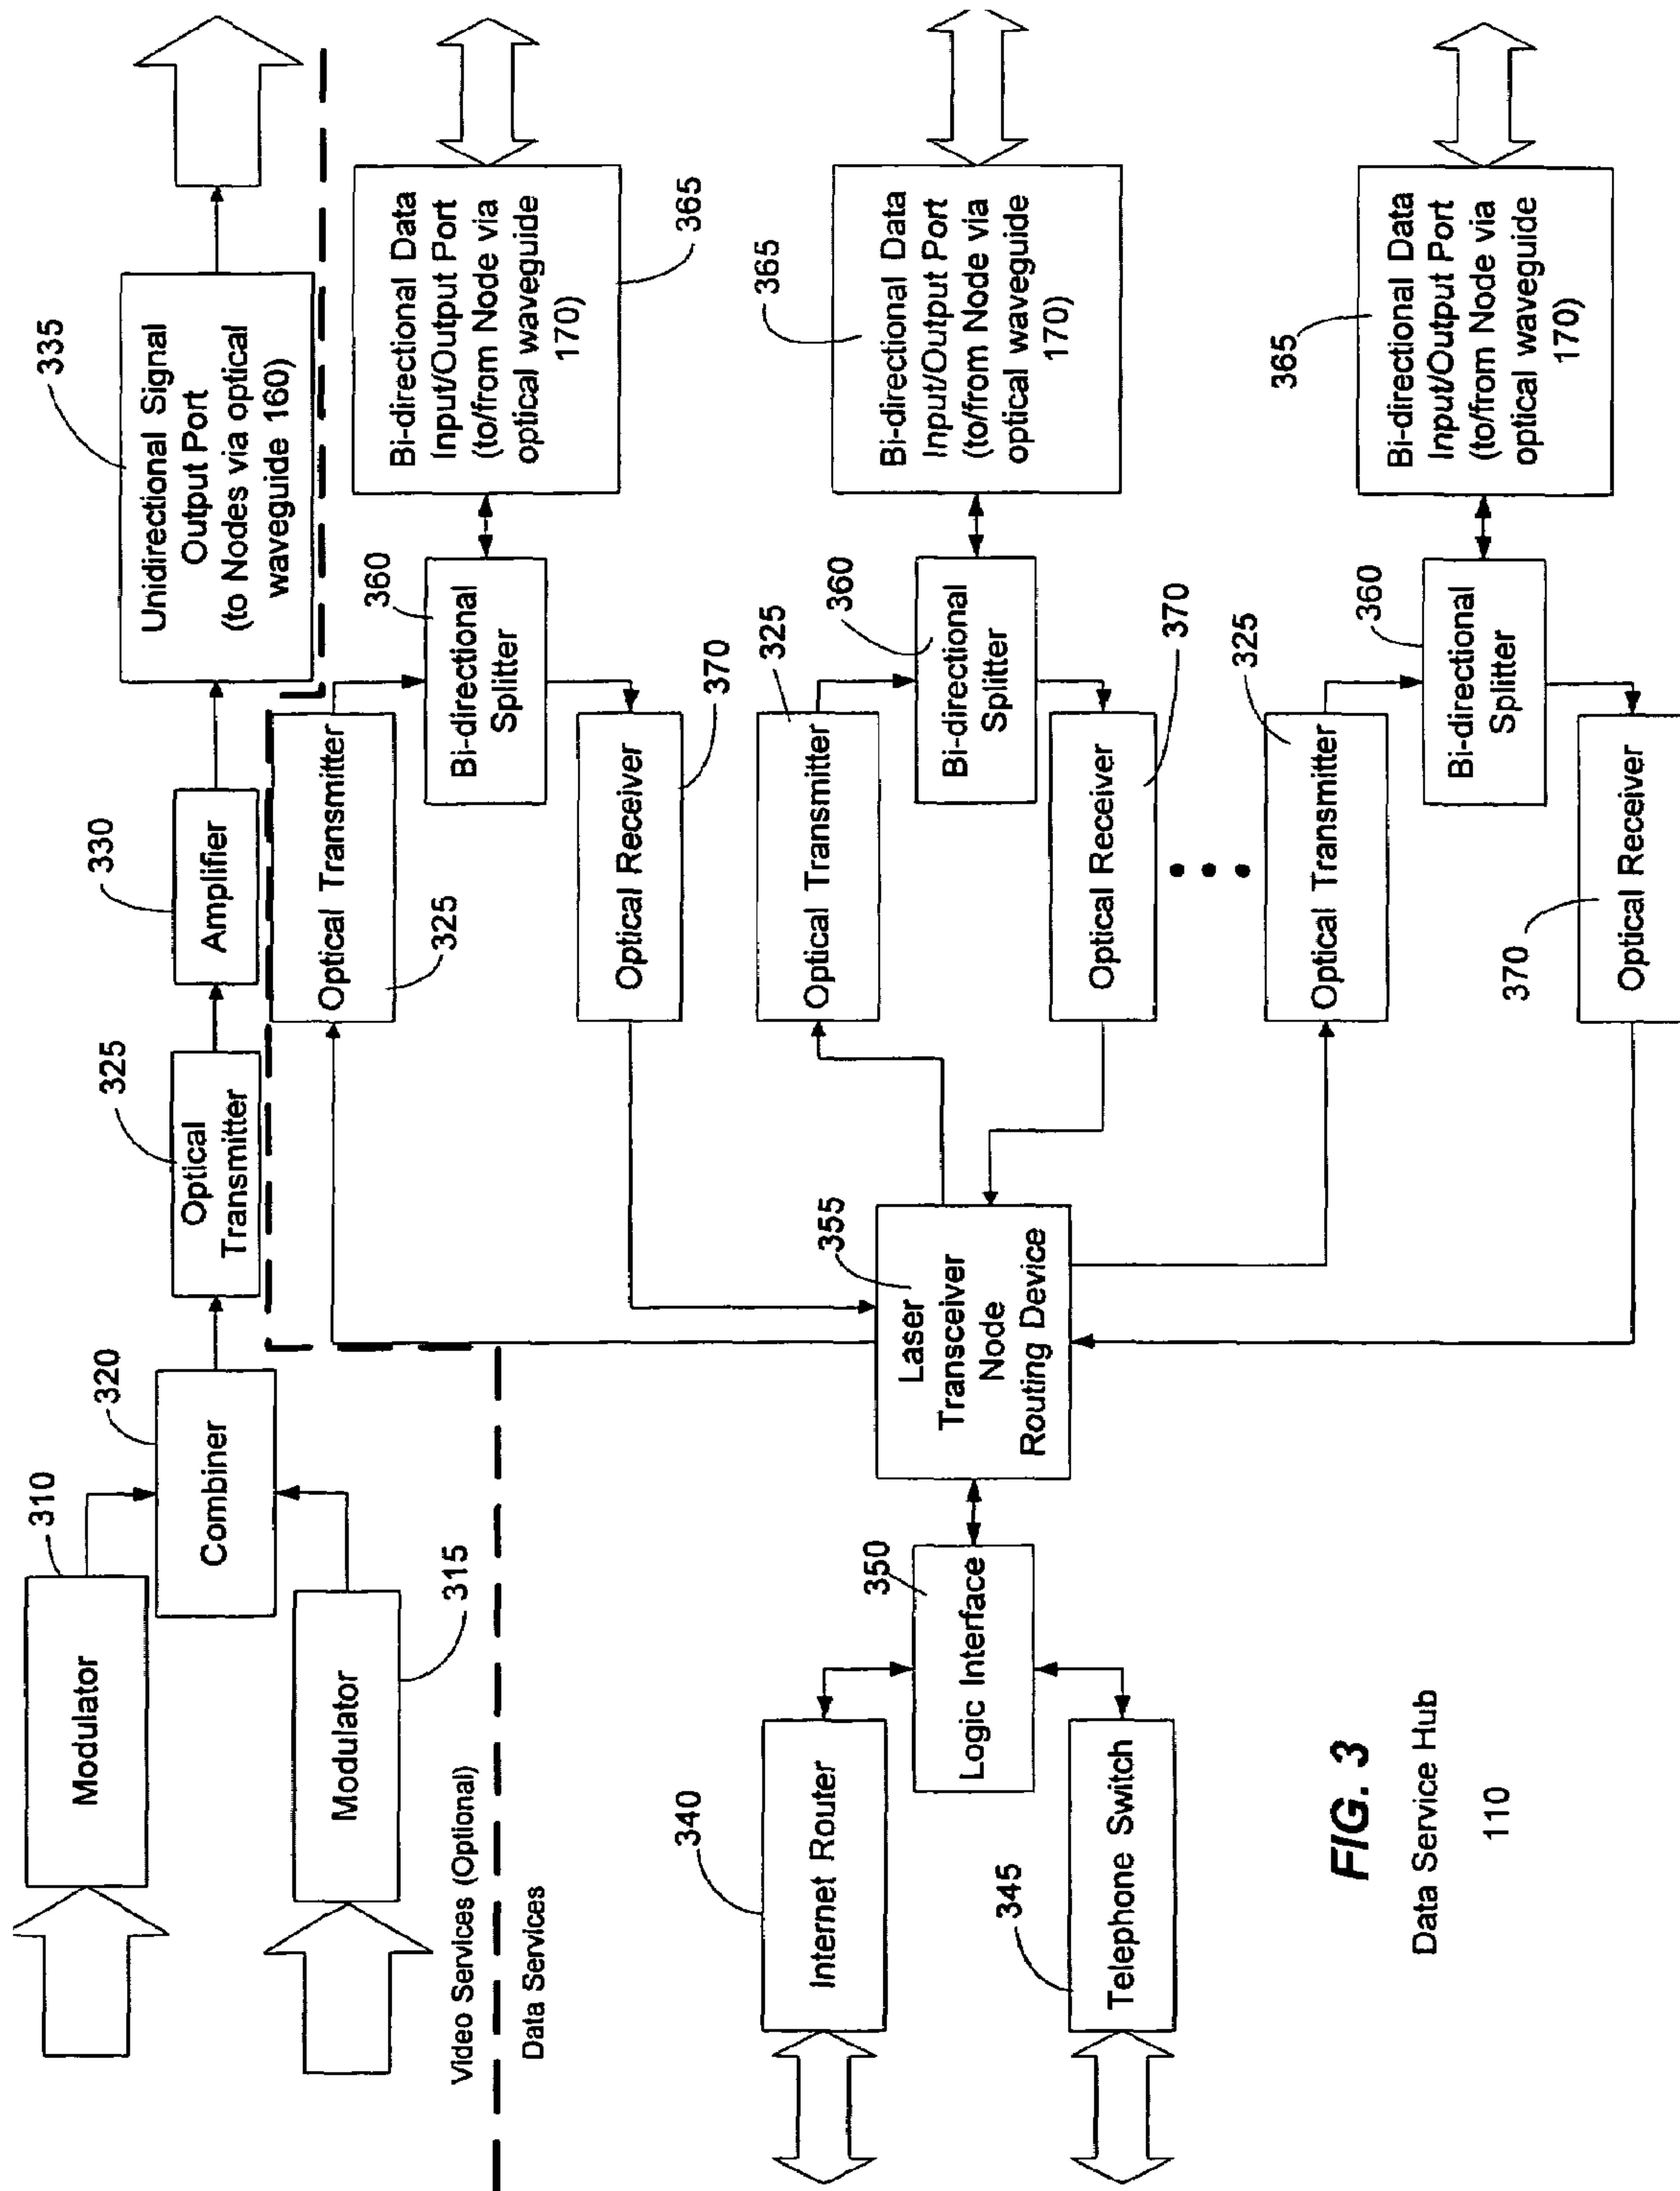 310
Modulator
Modulator
315
320
Combiner
325
Optical
Transmitter
330
Amplifier
335
Unidirectional Signal
Output Port
(to Nodes via optical
waveguide 160)
Video Services (Optional)
Data Services
Optical Transmitter
325
360
Bi-directional
Splitter
Optical Receiver
370
Bi-directional Data
Input/Output Port
(to/from Node via
optical waveguide
170)
365
340
Internet Router
345
Telephone Switch
350
Logic Interface
355
Laser
Transceiver
Node
Routing Device
325
Optical Transmitter
360
Bi-directional
Splitter
Optical Receiver
370
365
Bi-directional Data
Input/Output Port
(to/from Node via
optical waveguide
170)
325
Optical Transmitter
360
Bi-directional
Splitter
370
Optical Receiver
365
Bi-directional Data
Input/Output Port
(to/from Node via
optical waveguide
170)
FIG. 3
Data Service Hub
110